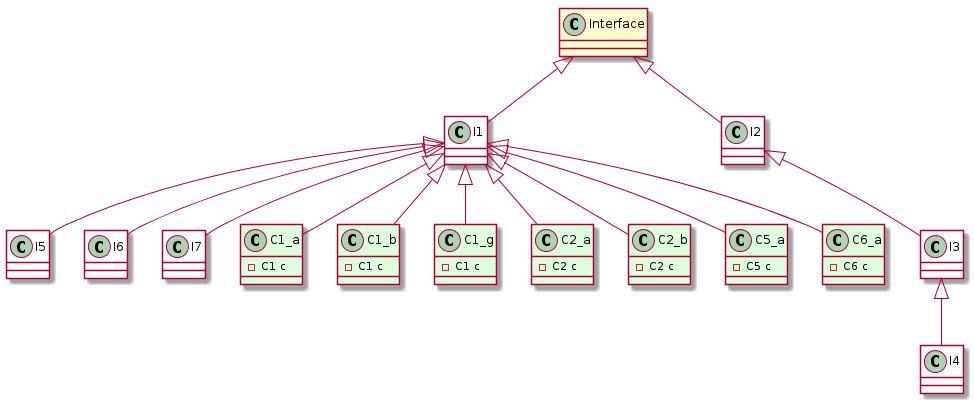 C Interface
C I1
C I2
C I5
C I6
C I7
C C1_a
C1 c
C C1_b
C1 c
C C1_g
C1 c
C C2_a
C2 c
C C2_b
C2 c
C C5_a
C5 c
C C6_a
C6 c
C I3
C I4